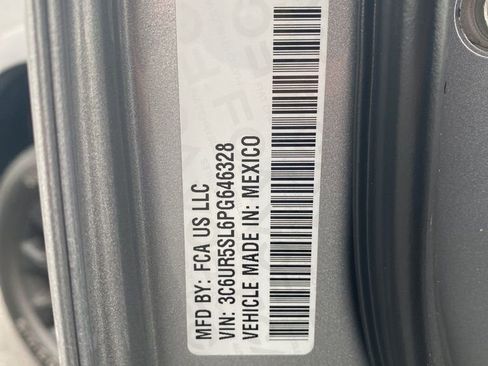 MFD BY: FCA US LLC
VIN: 3C6UR5SL6PG646328
VEHICLE MADE IN: MEXICO